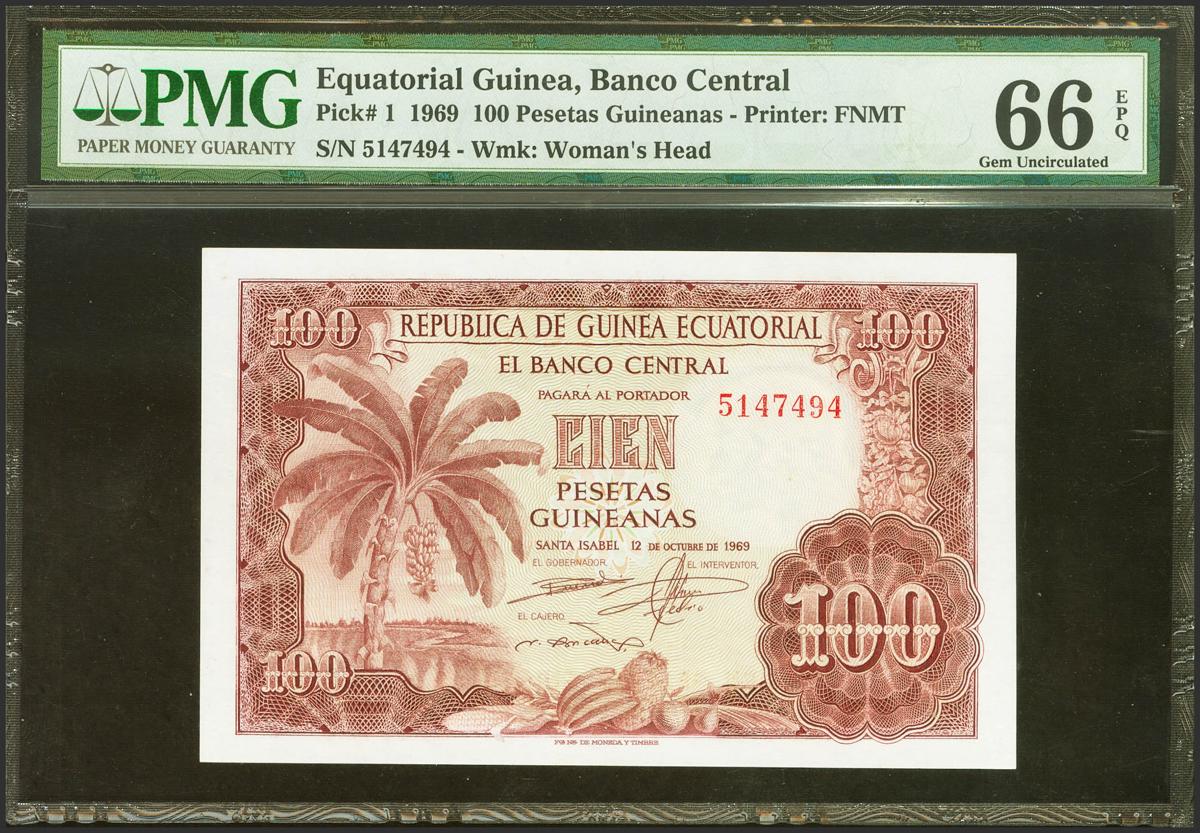 PMG
PAPER MONEY GUARANTY
Equatorial Guinea, Banco Central
Pick# 1 1969 100 Pesetas Guineanas - Printer: FNMT
S/N 5147494 - Wmk: Woman's Head
66
EPQ
Gem Uncirculated
100
REPUBLICA DE GUINEA ECUATORIAL
100
EL BANCO CENTRAL
PAGARÁ AL PORTADOR
5147494
CIEN
PESETAS
GUINEANAS
SANTA ISABEL 12 DE OCTUBRE DE 1969
EL GOBERNADOR,
EL INTERVENTOR,
EL CAJERO,
100
100
DE MONEDA Y TIMBRE